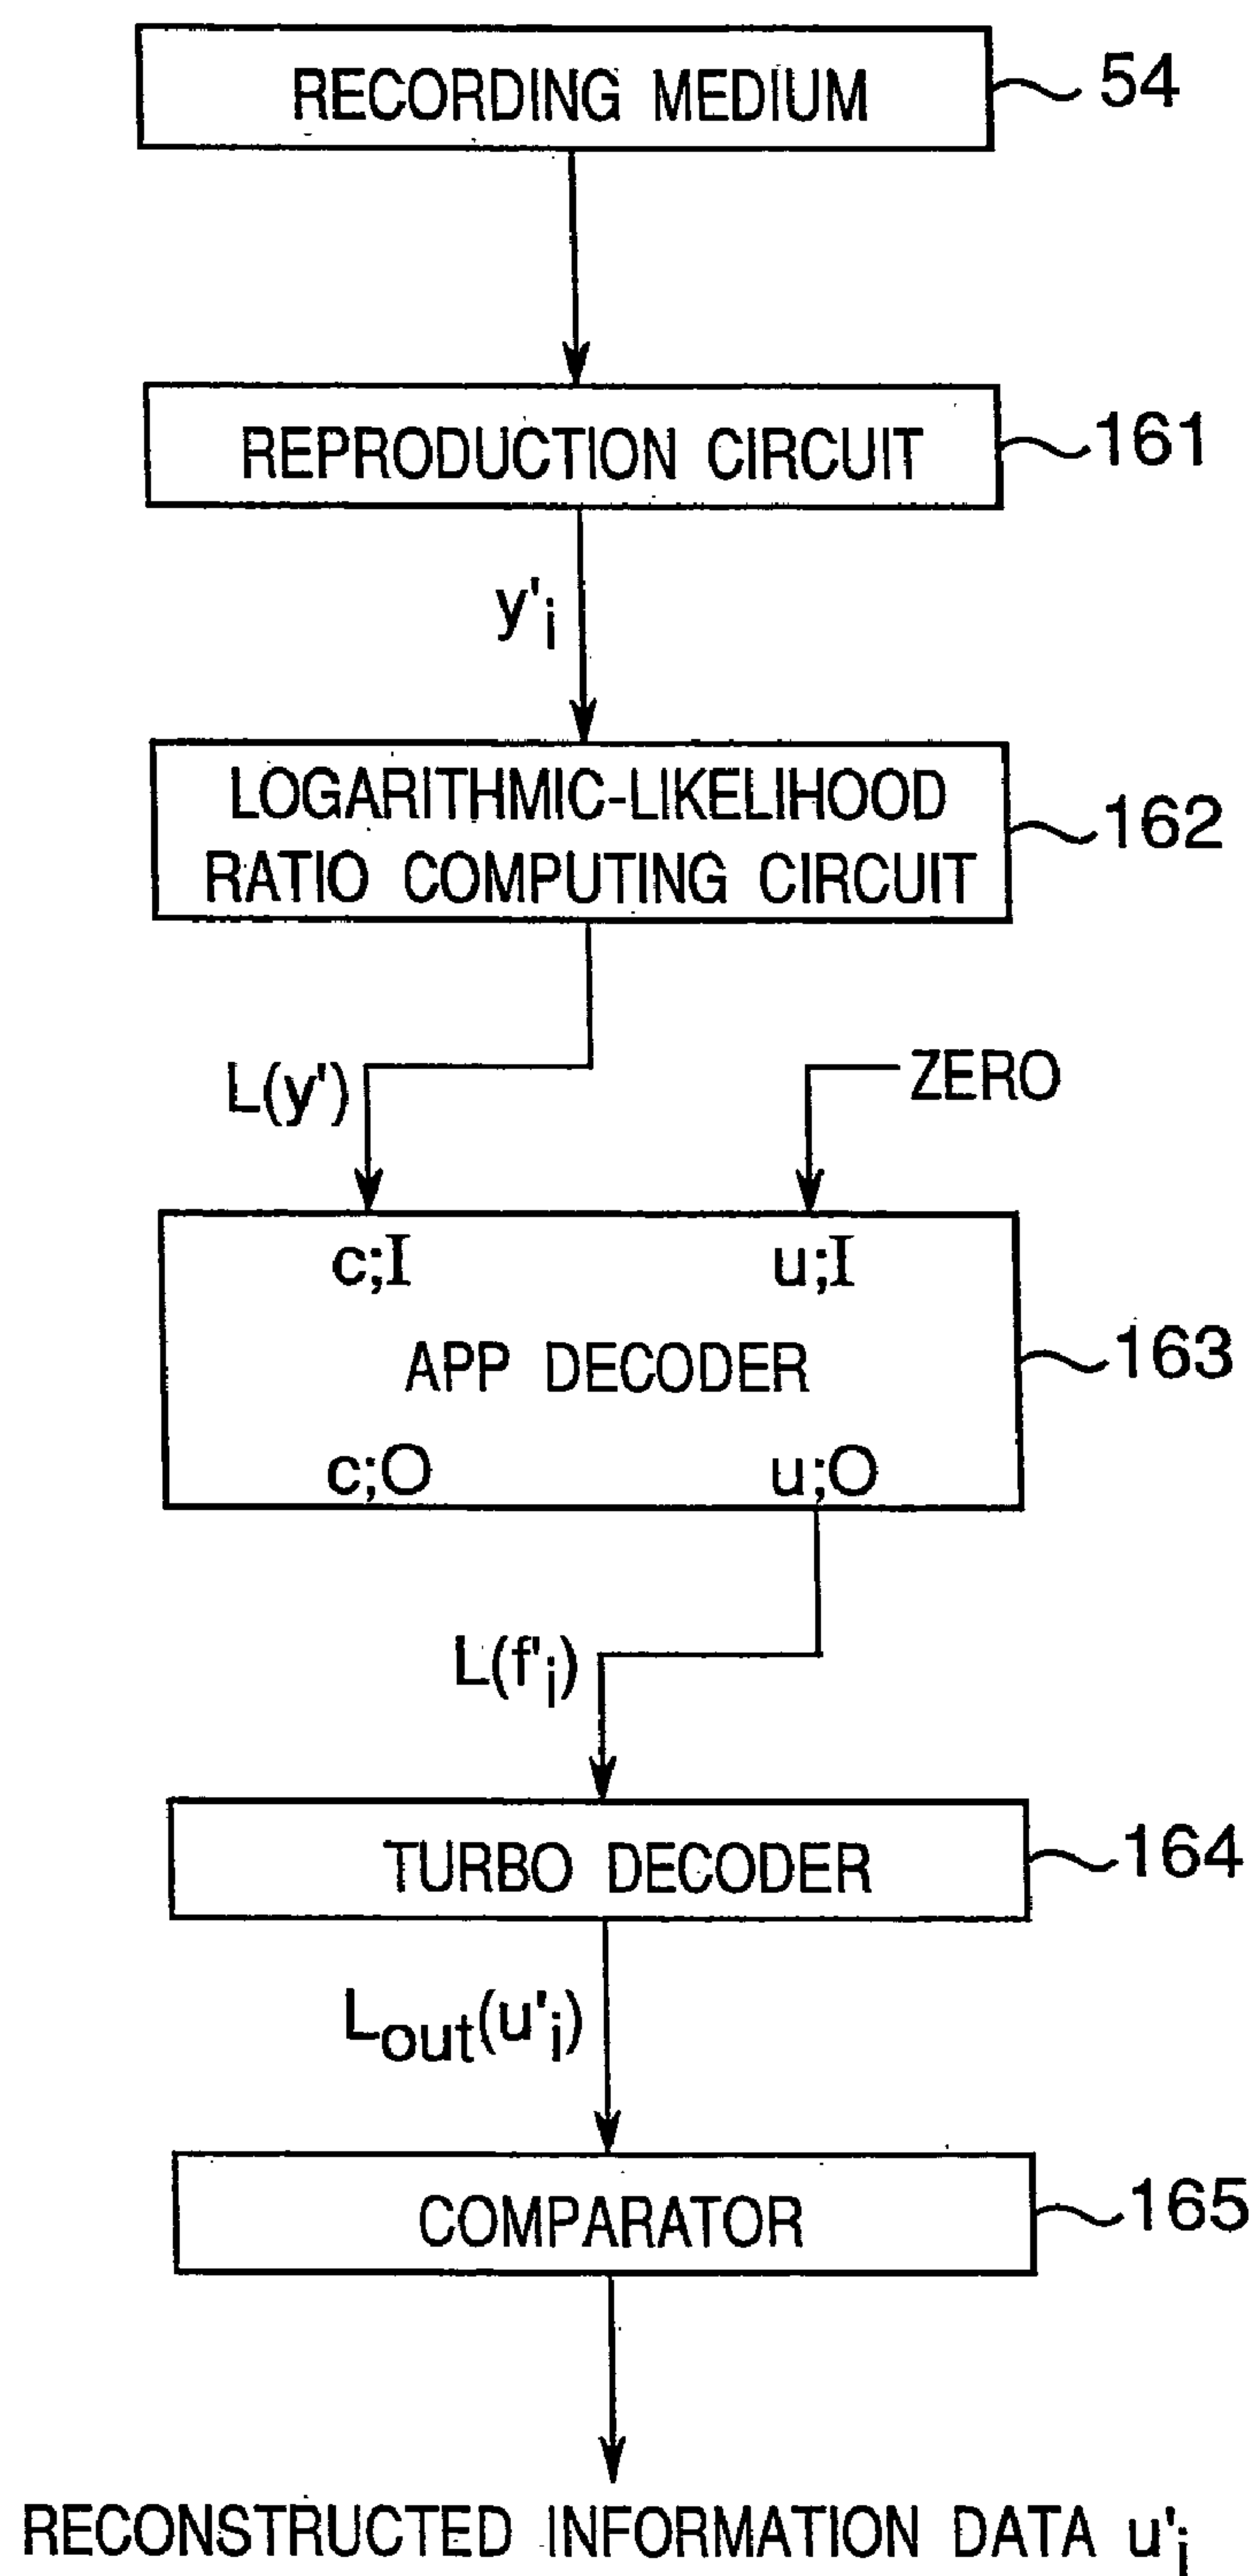 RECORDING MEDIUM 54
REPRODUCTION CIRCUIT 161
y'i
LOGARITHMIC-LIKELIHOOD
RATIO COMPUTING CIRCUIT 162
L(y') ZERO
c;I u;I
APP DECODER 163
c;O u;O
L(f'i)
TURBO DECODER 164
Lout(u'i)
COMPARATOR 165
RECONSTRUCTED INFORMATION DATA u'i